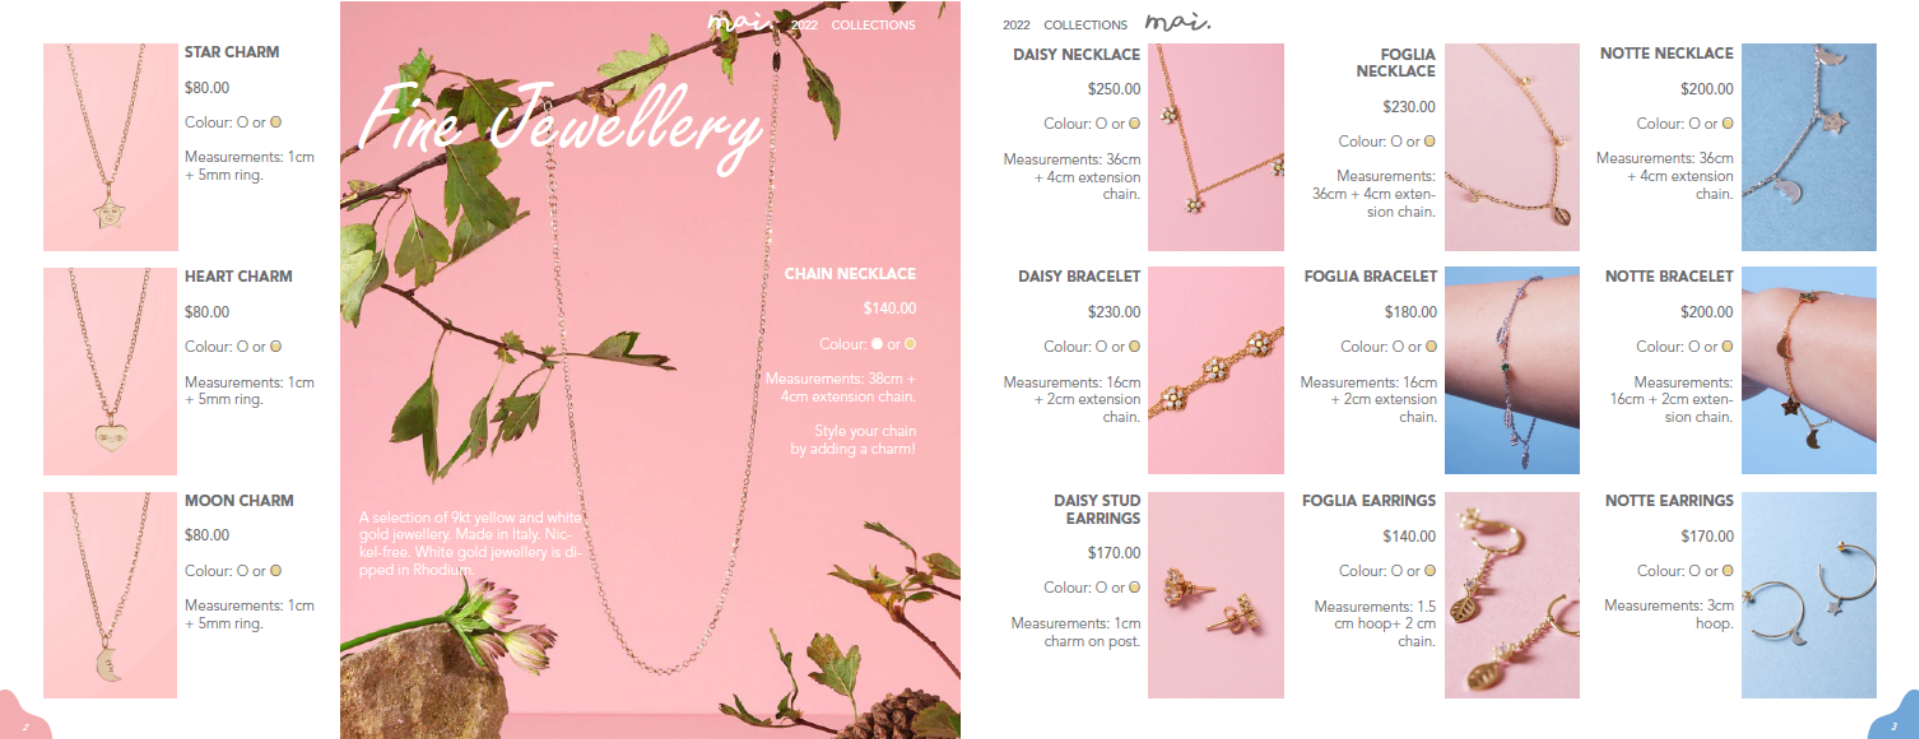 STAR CHARM
$80.00
Colour: O or
Measurements: 1cm
+ 5mm ring.
HEART CHARM
$80.00
Colour: O or
Measurements: 1cm
+ 5mm ring.
MOON CHARM
$80.00
Colour: O or
Measurements: 1cm
+ 5mm ring.
2
mai. 2022 COLLECTIONS
Fine Jewellery
CHAIN NECKLACE
$140.00
Colour: or
Measurements: 38cm +
4cm extension chain.
Style your chain
by adding a charm!
A selection of 9kt yellow and white
gold jewellery. Made in Italy. Nic-
kel-free. White gold jewellery is di-
pped in Rhodium.
2022 COLLECTIONS mai.
DAISY NECKLACE
$250.00
Colour: O or
Measurements: 36cm
+ 4cm extension
chain.
FOGLIA
NECKLACE
$230.00
Colour: O or
Measurements:
36cm + 4cm exten-
sion chain.
NOTTE NECKLACE
$200.00
Colour: O or
Measurements: 36cm
+ 4cm extension
chain.
DAISY BRACELET
$230.00
Colour: O or
Measurements: 16cm
+ 2cm extension
chain.
FOGLIA BRACELET
$180.00
Colour: O or
Measurements: 16cm
+ 2cm extension
chain.
NOTTE BRACELET
$200.00
Colour: O or
Measurements:
16cm + 2cm exten-
sion chain.
DAISY STUD
EARRINGS
$170.00
Colour: O or
Measurements: 1cm
charm on post.
FOGLIA EARRINGS
$140.00
Colour: O or
Measurements: 1.5
cm hoop+ 2 cm
chain.
NOTTE EARRINGS
$170.00
Colour: O or
Measurements: 3cm
hoop.
3